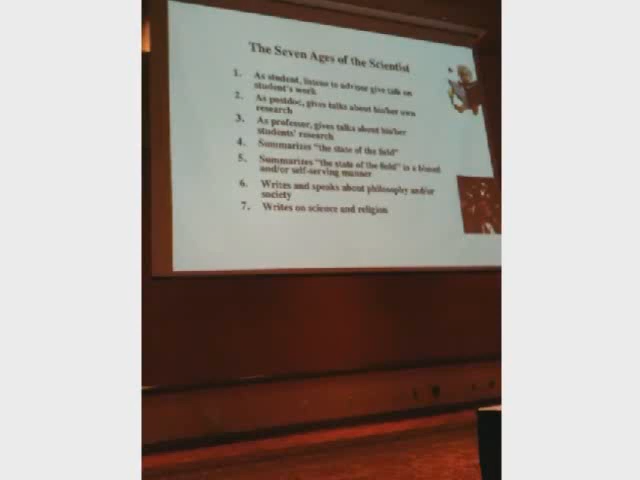 The Seven Ages of the Scientist
1. As student, listens to advisor give talk on
student's work
2. As postdoc, gives talks about his/her own
research
3. As professor, gives talks about his/her
students' research
4. Summarizes "the state of the field"
5. Summarizes "the state of the field" in a biased
and/or self-serving manner
6. Writes and speaks about philosophy and/or
society
7. Writes on science and religion